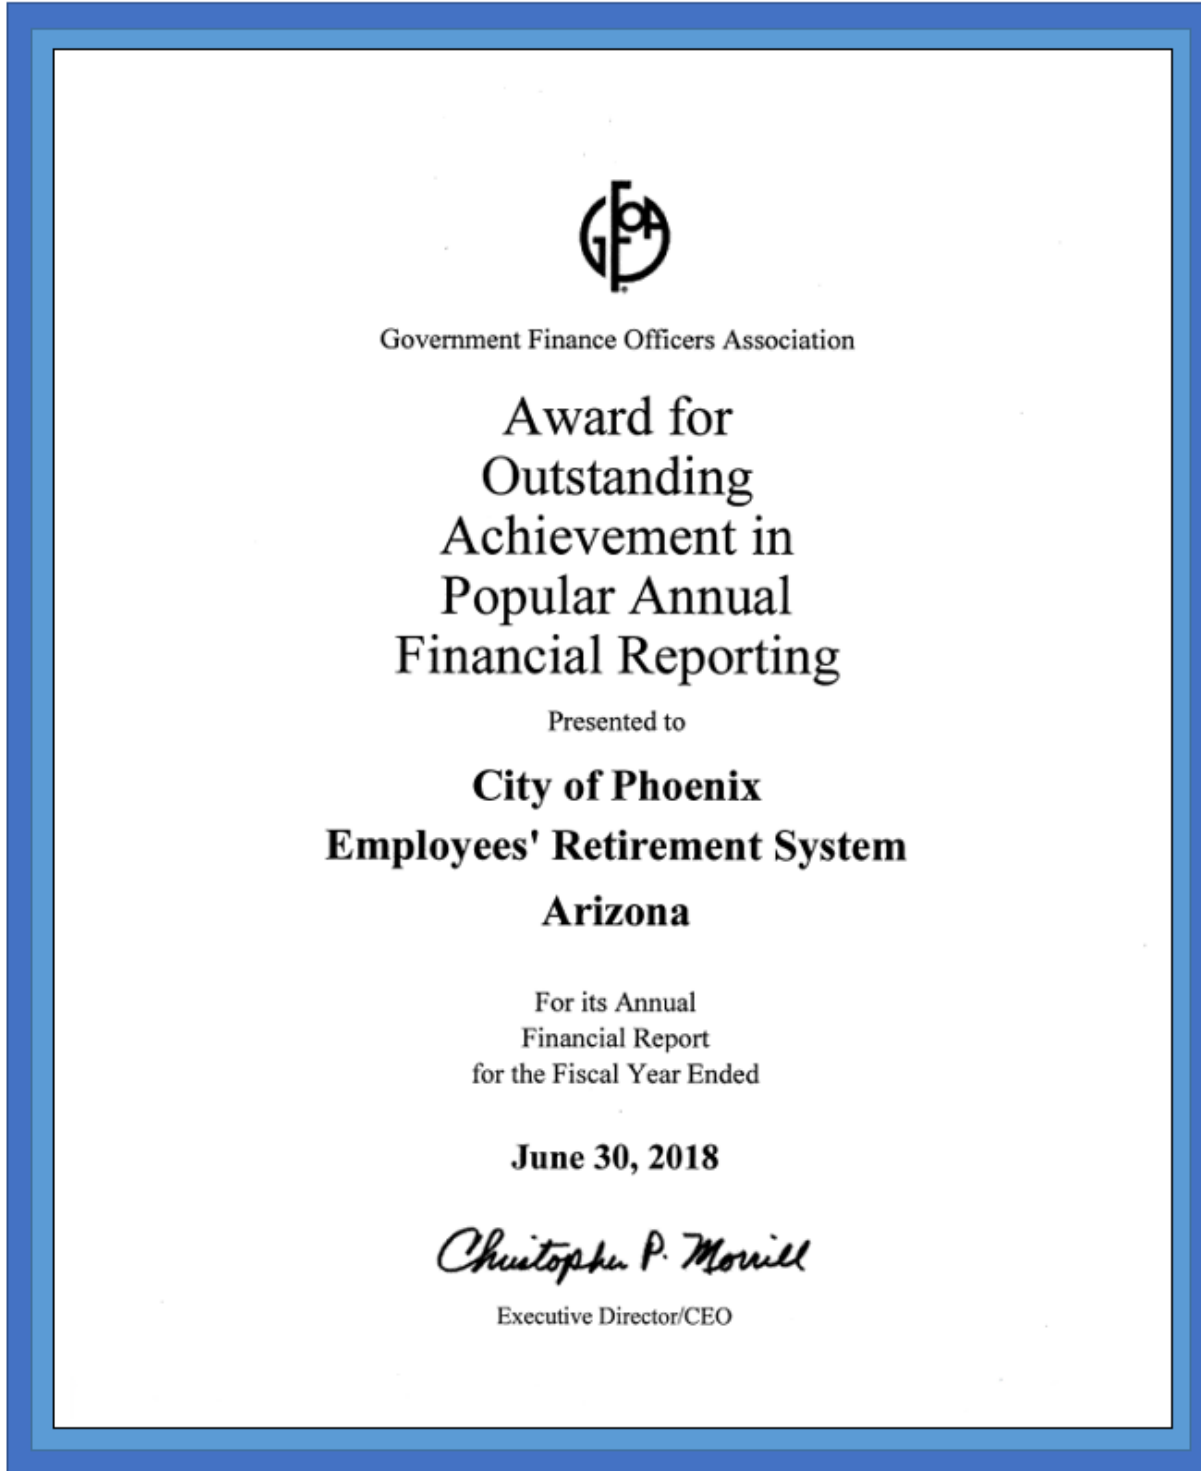 GFOA
Government Finance Officers Association
Award for
Outstanding
Achievement in
Popular Annual
Financial Reporting
Presented to
City of Phoenix
Employees' Retirement System
Arizona
For its Annual
Financial Report
for the Fiscal Year Ended
June 30, 2018
Christopher P. Morrill
Executive Director/CEO